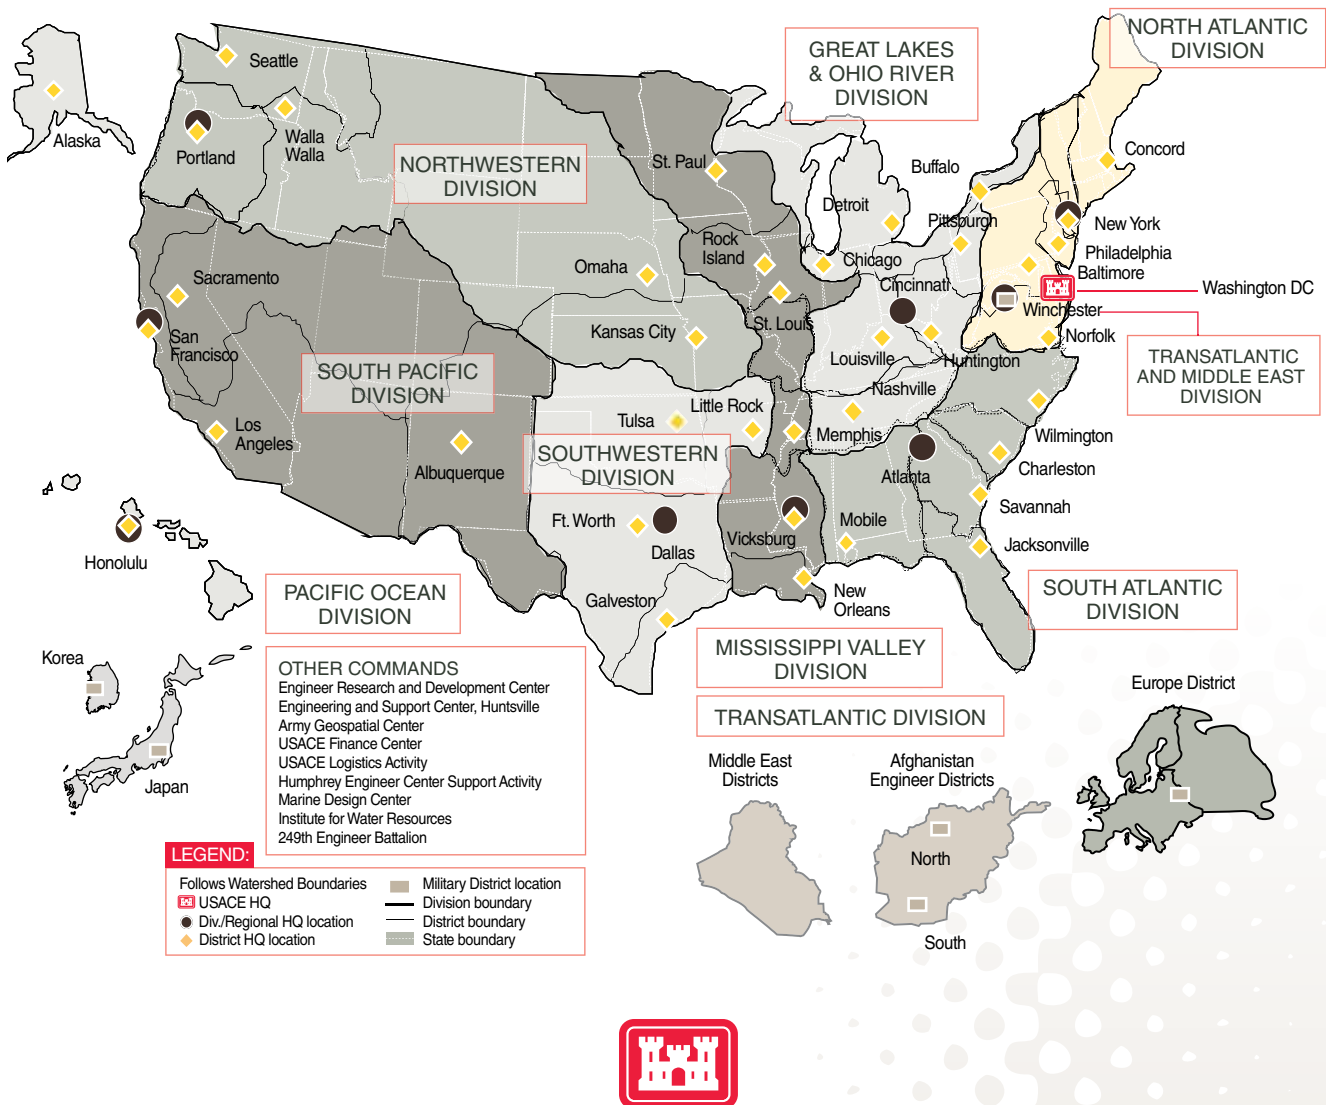 NORTH ATLANTIC
DIVISION
GREAT LAKES
& OHIO RIVER
DIVISION
Seattle
Alaska
Portland
Walla
Walla
NORTHWESTERN
DIVISION
St. Paul
Buffalo
Concord
Detroit
Pittsburgh
New York
Rock
Island
Philadelphia
Chicago
Baltimore
Omaha
Sacramento
Cincinnati
Washington DC
Winchester
San
Francisco
Kansas City
St. Louis
Norfolk
Louisville
Huntington
TRANSATLANTIC
AND MIDDLE EAST
DIVISION
SOUTH PACIFIC
DIVISION
Nashville
Little Rock
Tulsa
Los
Angeles
Memphis
Wilmington
SOUTHWESTERN
DIVISION
Albuquerque
Atlanta
Charleston
Savannah
Ft. Worth
Mobile
Vicksburg
Dallas
Jacksonville
Honolulu
PACIFIC OCEAN
DIVISION
Galveston
New
Orleans
SOUTH ATLANTIC
DIVISION
MISSISSIPPI VALLEY
DIVISION
Korea
Japan
OTHER COMMANDS
Engineer Research and Development Center
Engineering and Support Center, Huntsville
Army Geospatial Center
USACE Finance Center
USACE Logistics Activity
Humphrey Engineer Center Support Activity
Marine Design Center
Institute for Water Resources
249th Engineer Battalion
TRANSATLANTIC DIVISION
Europe District
Middle East
Districts
Afghanistan
Engineer Districts
North
South
LEGEND:
Follows Watershed Boundaries
USACE HQ
Div./Regional HQ location
District HQ location
Military District location
Division boundary
District boundary
State boundary